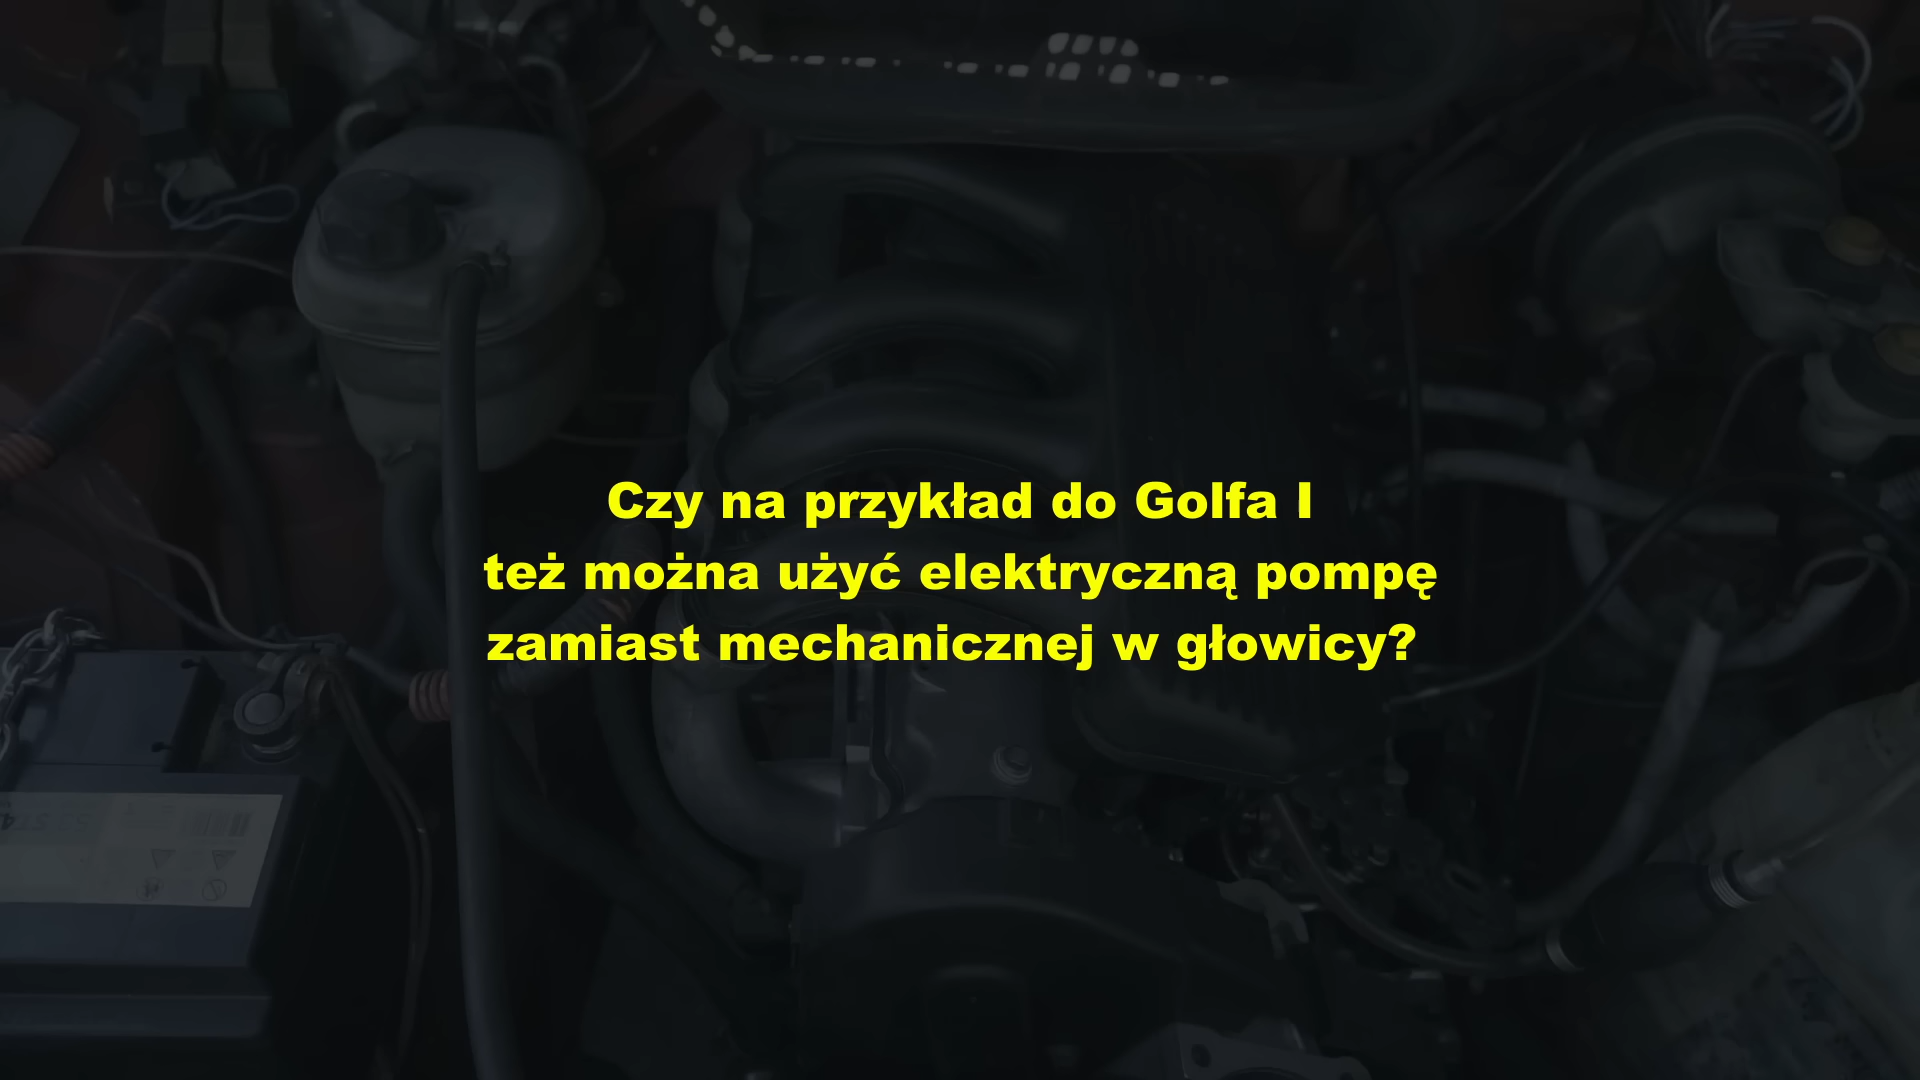 Czy na przykład do Golfa I
też można użyć elektryczną pompę
zamiast mechanicznej w głowicy?